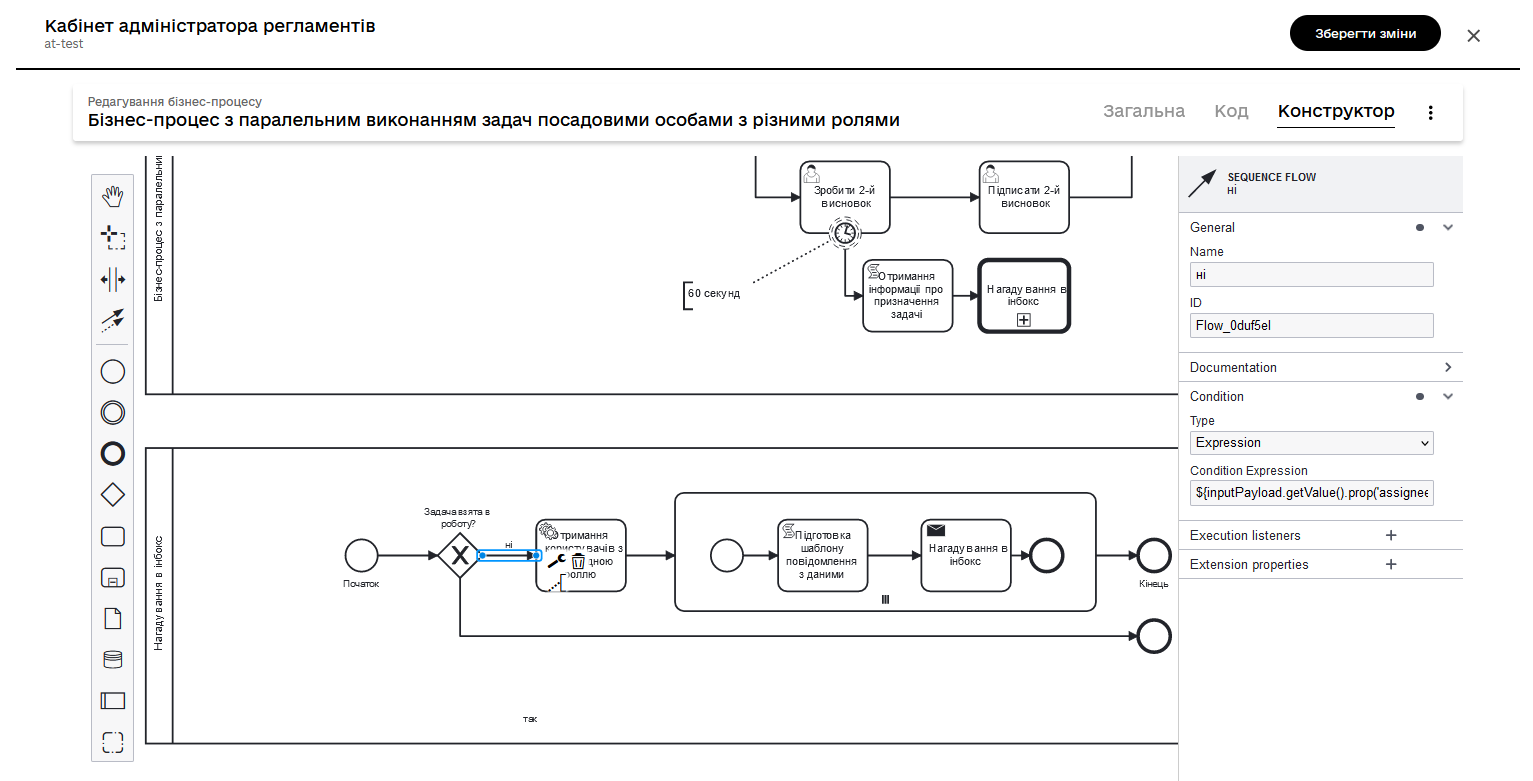 Кабінет адміністратора регламентів
at-test
Зберегти зміни
Редагування бізнес-процесу
Бізнес-процес з паралельним виконанням задач посадовими особами з різними ролями
Загальна
Код
Конструктор
Бізнес-процес з паралельни
Зробити 2-й
висновок
Підписати 2-й
висновок
60 секунд
Отримання
інформації про
призначення
задачі
Нагадування в
інбокс
Нагадування в інбокс
Початок
Задача взята в
роботу?
ні
Отримання
користувачів з
Підготовка
шаблону
повідомлення
з даними
Нагадування в
інбокс
Кінець
так
SEQUENCE FLOW
ні
General
Name
ні
ID
Flow_0duf5el
Documentation
Condition
Type
Expression
Condition Expression
${inputPayload.getValue().prop('assignee
Execution listeners
Extension properties